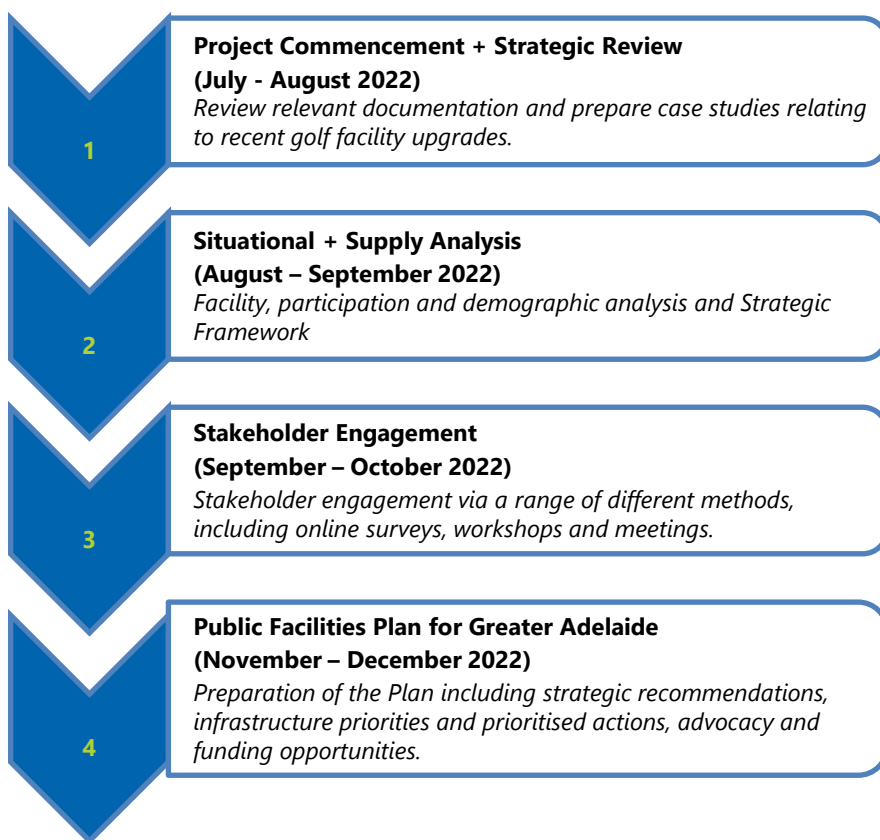 1
Project Commencement + Strategic Review
(July - August 2022)
Review relevant documentation and prepare case studies relating
to recent golf facility upgrades.
2
Situational + Supply Analysis
(August – September 2022)
Facility, participation and demographic analysis and Strategic
Framework
3
Stakeholder Engagement
(September – October 2022)
Stakeholder engagement via a range of different methods,
including online surveys, workshops and meetings.
4
Public Facilities Plan for Greater Adelaide
(November – December 2022)
Preparation of the Plan including strategic recommendations,
infrastructure priorities and prioritised actions, advocacy and
funding opportunities.